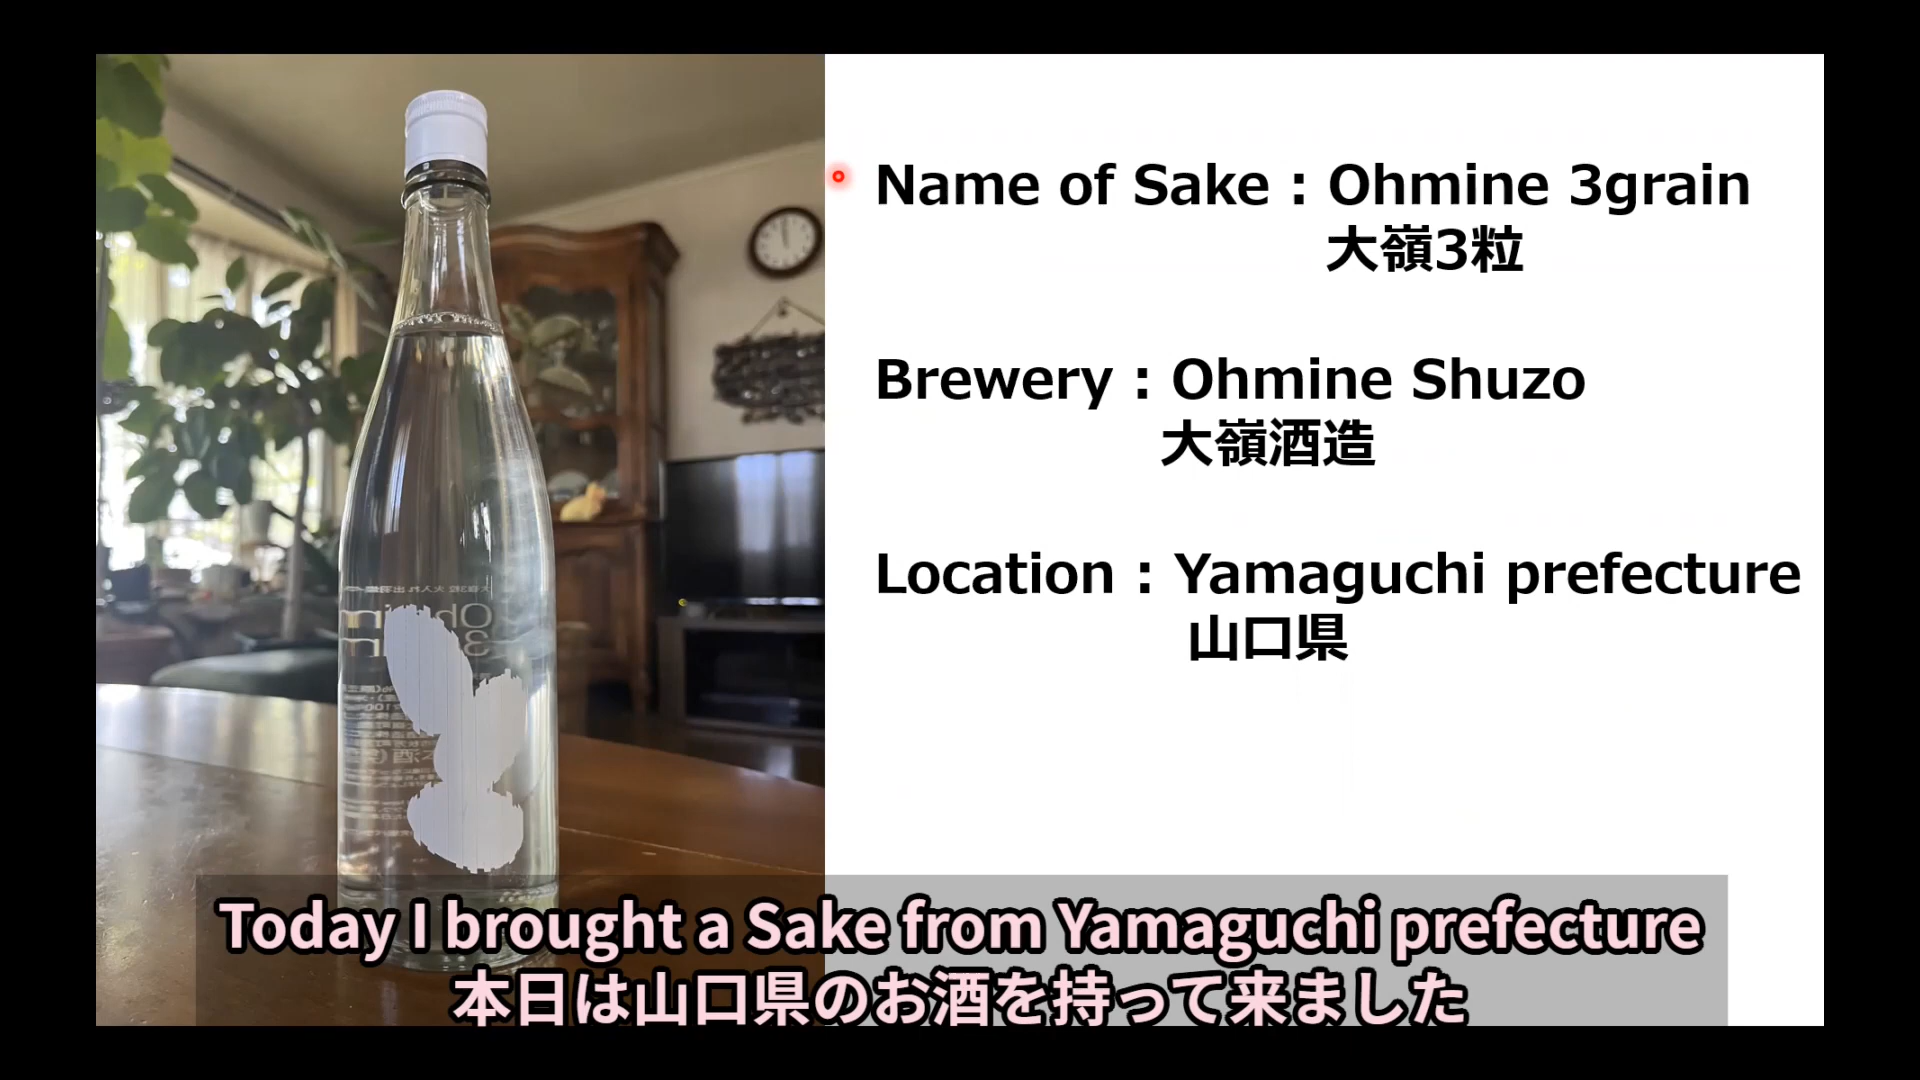 Name of Sake : Ohmine 3grain
大嶺3粒
Brewery : Ohmine Shuzo
大嶺酒造
Location : Yamaguchi prefecture
山口県
Today I brought a Sake from Yamaguchi prefecture
本日は山口県のお酒を持って来ました